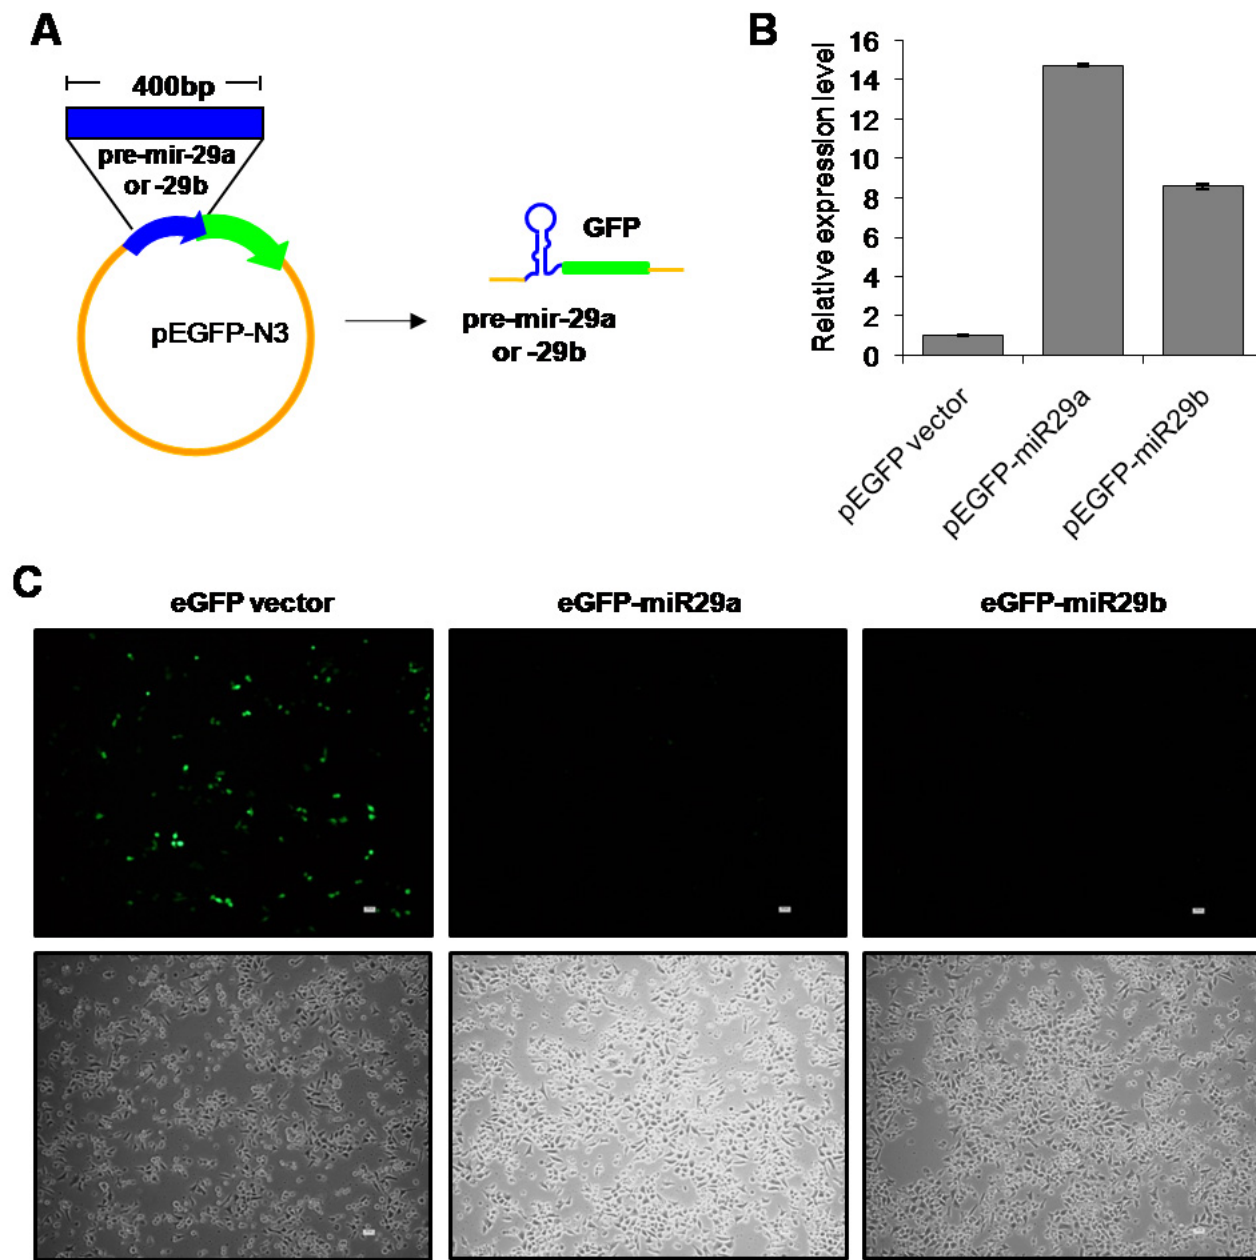 A
400bp
pre-mir-29a
or -29b
pEGFP-N3
GFP
pre-mir-29a
or -29b
B
Relative expression level
16
14
12
10
8
6
4
2
0
pEGFP vector
pEGFP-miR29a
pEGFP-miR29b
C
eGFP vector
eGFP-miR29a
eGFP-miR29b